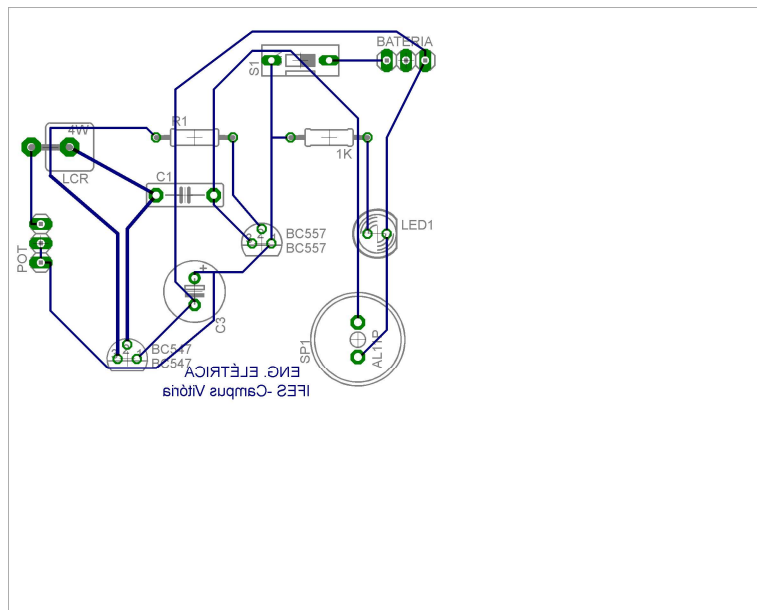 BATERIA
S1
R1
4W
1K
LCR
C1
LED1
BC557
BC557
POT
+
C3
SP1
AL11P
BC547
BC547
ENG. ELÉTRICA
IFES -Campus Vitória